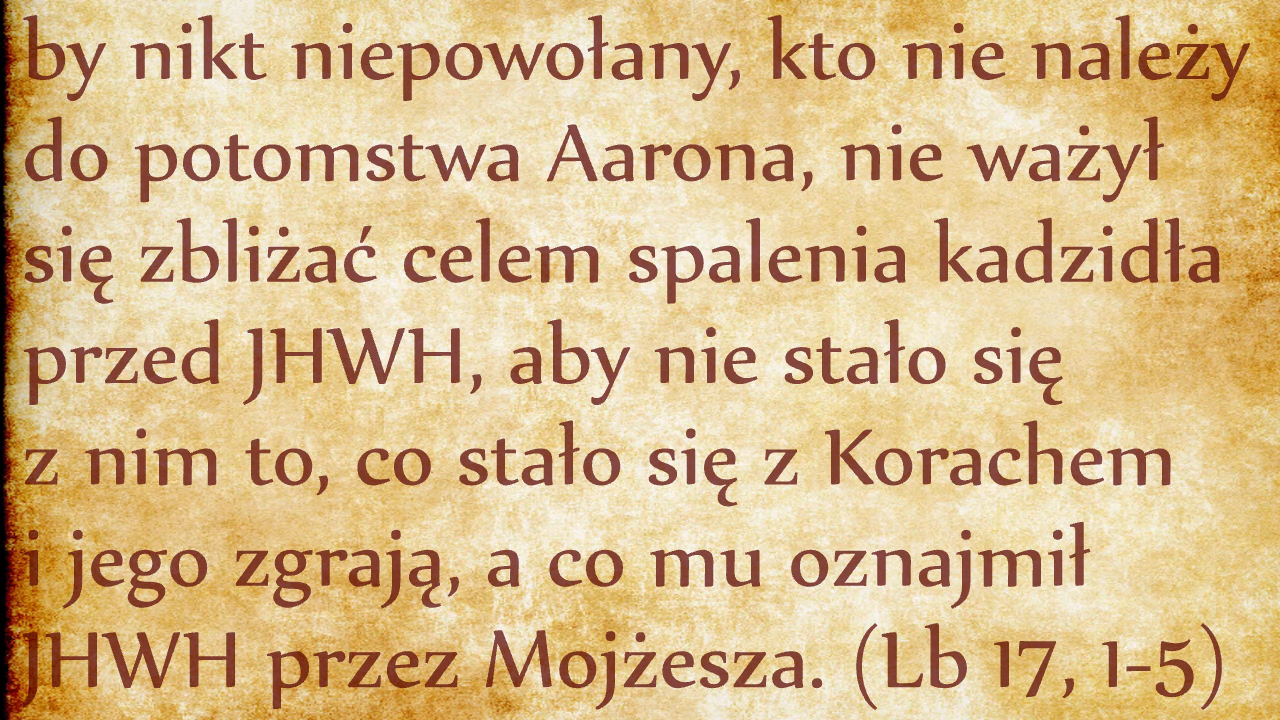 by nikt niepowołany, kto nie należy
do potomstwa Aarona, nie ważył
się zbliżać celem spalenia kadzidła
przed JHWH, aby nie stało się
z nim to, co stało się z Korachem
i jego zgrają, a co mu oznajmił
JHWH przez Mojżesza. (Lb 17, 1-5)